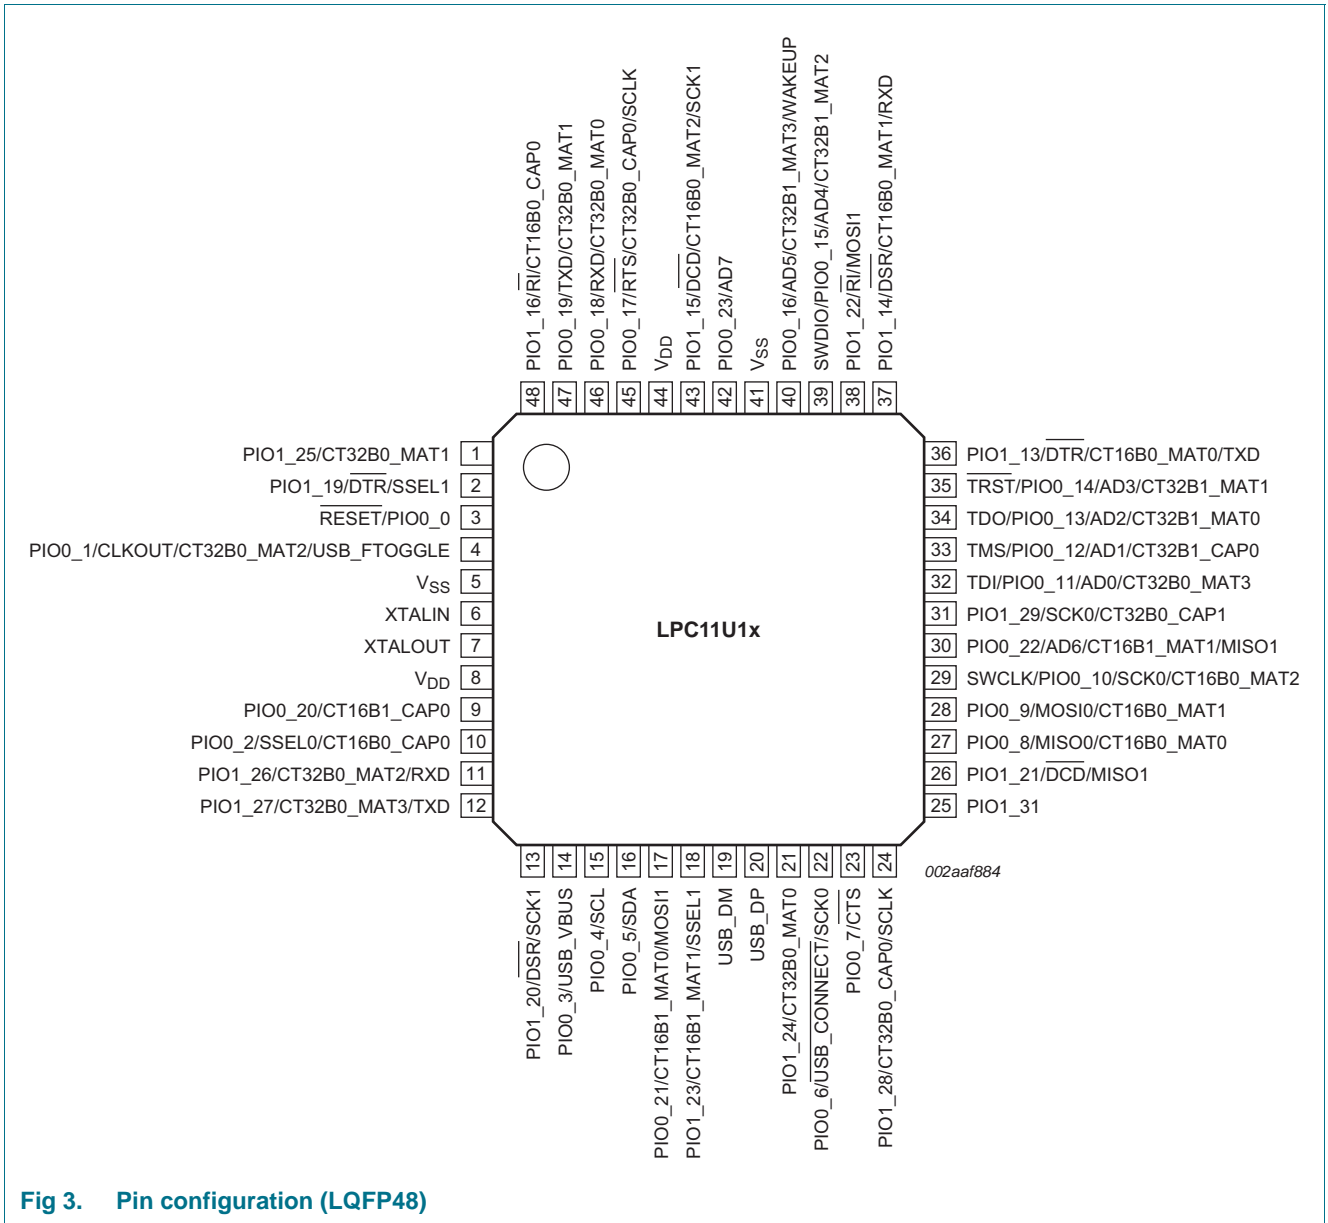 PIO1_16/RI/CT16B0_CAP0
PIO0_19/TXD/CT32B0_MAT1
PIO0_18/RXD/CT32B0_MAT0
PIO0_17/RTS/CT32B0_CAP0/SCLK
VDD
PIO1_15/DCD/CT16B0_MAT2/SCK1
PIO0_23/AD7
VSS
PIO0_16/AD5/CT32B1_MAT3/WAKEUP
SWDIO/PIO0_15/AD4/CT32B1_MAT2
PIO1_22/RI/MOSI1
PIO1_14/DSR/CT16B0_MAT1/RXD
48 47 46 45 44 43 42 41 40 39 38 37
PIO1_25/CT32B0_MAT1 1
PIO1_19/DTR/SSEL1 2
RESET/PIO0_0 3
PIO0_1/CLKOUT/CT32B0_MAT2/USB_FTOGGLE 4
VSS 5
XTALIN 6
XTALOUT 7
VDD 8
PIO0_20/CT16B1_CAP0 9
PIO0_2/SSEL0/CT16B0_CAP0 10
PIO1_26/CT32B0_MAT2/RXD 11
PIO1_27/CT32B0_MAT3/TXD 12
LPC11U1x
36 PIO1_13/DTR/CT16B0_MAT0/TXD
35 TRST/PIO0_14/AD3/CT32B1_MAT1
34 TDO/PIO0_13/AD2/CT32B1_MAT0
33 TMS/PIO0_12/AD1/CT32B1_CAP0
32 TDI/PIO0_11/AD0/CT32B0_MAT3
31 PIO1_29/SCK0/CT32B0_CAP1
30 PIO0_22/AD6/CT16B1_MAT1/MISO1
29 SWCLK/PIO0_10/SCK0/CT16B0_MAT2
28 PIO0_9/MOSI0/CT16B0_MAT1
27 PIO0_8/MISO0/CT16B0_MAT0
26 PIO1_21/DCD/MISO1
25 PIO1_31
13 14 15 16 17 18 19 20 21 22 23 24
PIO1_20/DSR/SCK1
PIO0_3/USB_VBUS
PIO0_4/SCL
PIO0_5/SDA
PIO0_21/CT16B1_MAT0/MOSI1
PIO1_23/CT16B1_MAT1/SSEL1
USB_DM
USB_DP
PIO1_24/CT32B0_MAT0
PIO0_6/USB_CONNECT/SCK0
PIO0_7/CTS
PIO1_28/CT32B0_CAP0/SCLK
002aaf884
Fig 3. Pin configuration (LQFP48)